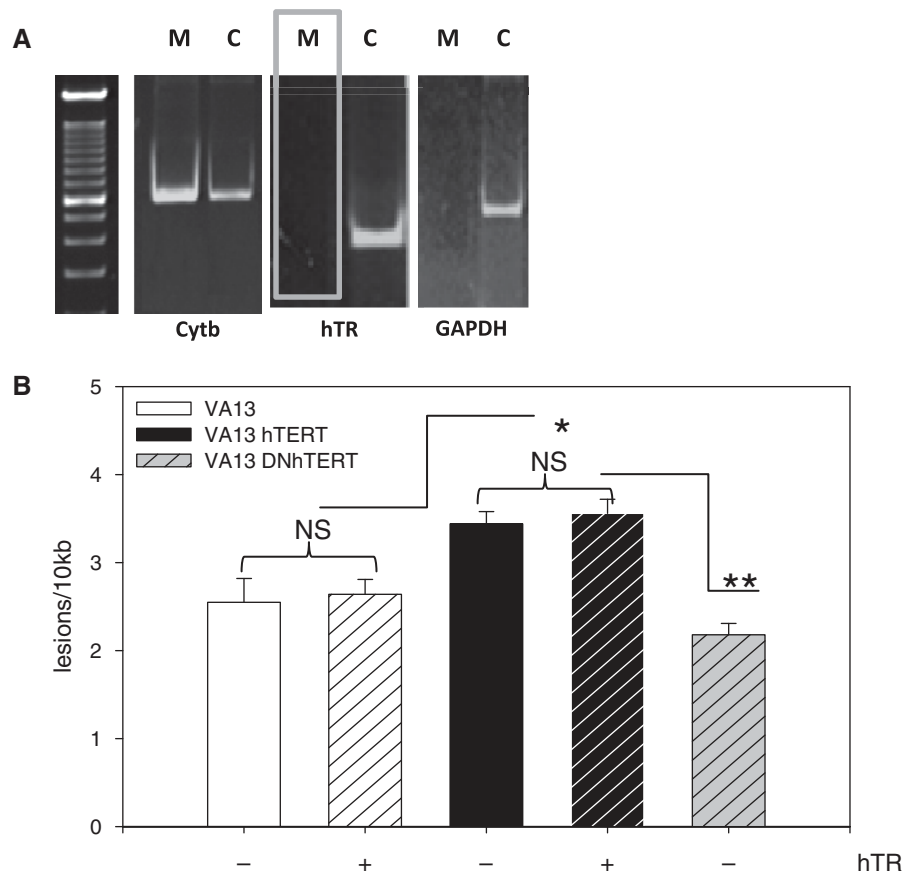 A
M C M C M C
Cytb hTR GAPDH
B
5
4
3
2
1
0
lesions/10kb
VA13
VA13 hTERT
VA13 DNhTERT
*
NS
NS
**
− + − + − hTR